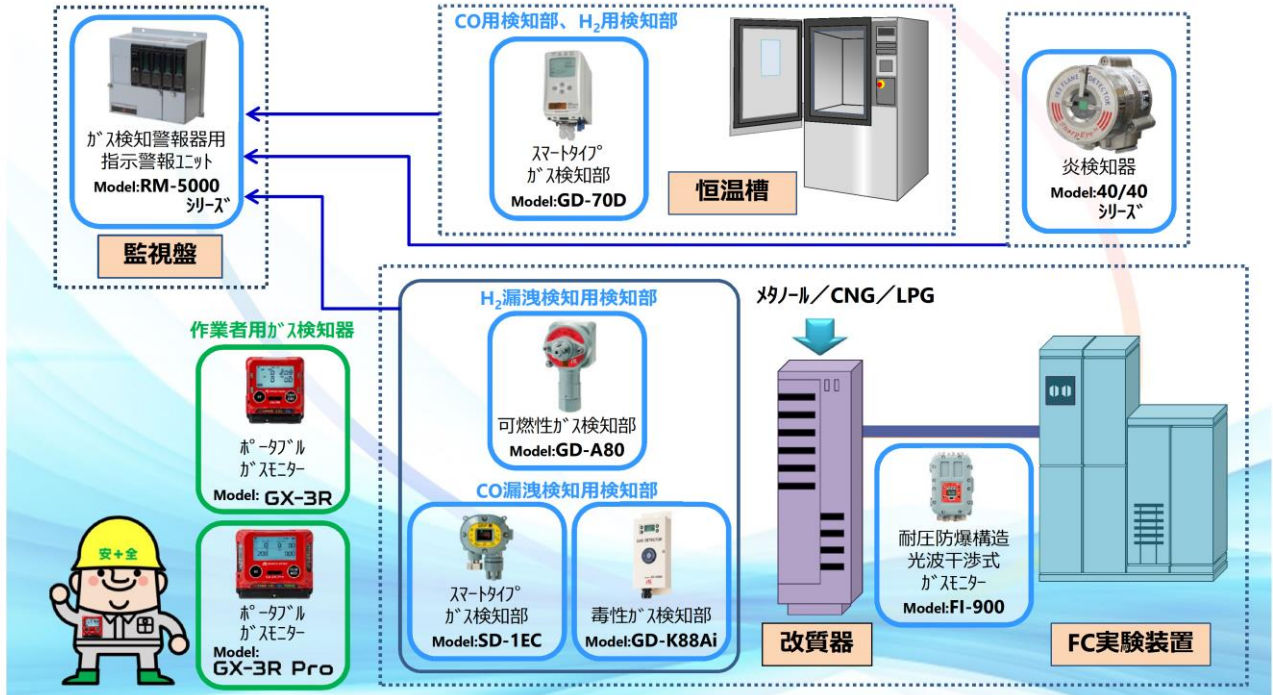 CO用検知部、H₂用検知部
ガス検知警報器用
指示警報ユニット
Model:RM-5000
シリーズ
監視盤
スマートタイプ
ガス検知部
Model:GD-70D
恒温槽
IR3 FLAME DETECTOR
SharpEye
炎検知器
Model:40/40
シリーズ
H₂漏洩検知用検知部
可燃性ガス検知部
Model:GD-A80
CO漏洩検知用検知部
スマートタイプ
ガス検知部
Model:SD-1EC
GAS DETECTOR
毒性ガス検知部
Model:GD-K88Ai
メタノール/CNG/LPG
改質器
耐圧防爆構造
光波干渉式
ガスモニター
Model:FI-900
FC実験装置
作業者用ガス検知器
ポータブル
ガスモニター
Model: GX-3R
ポータブル
ガスモニター
Model:
GX-3R Pro
安+全